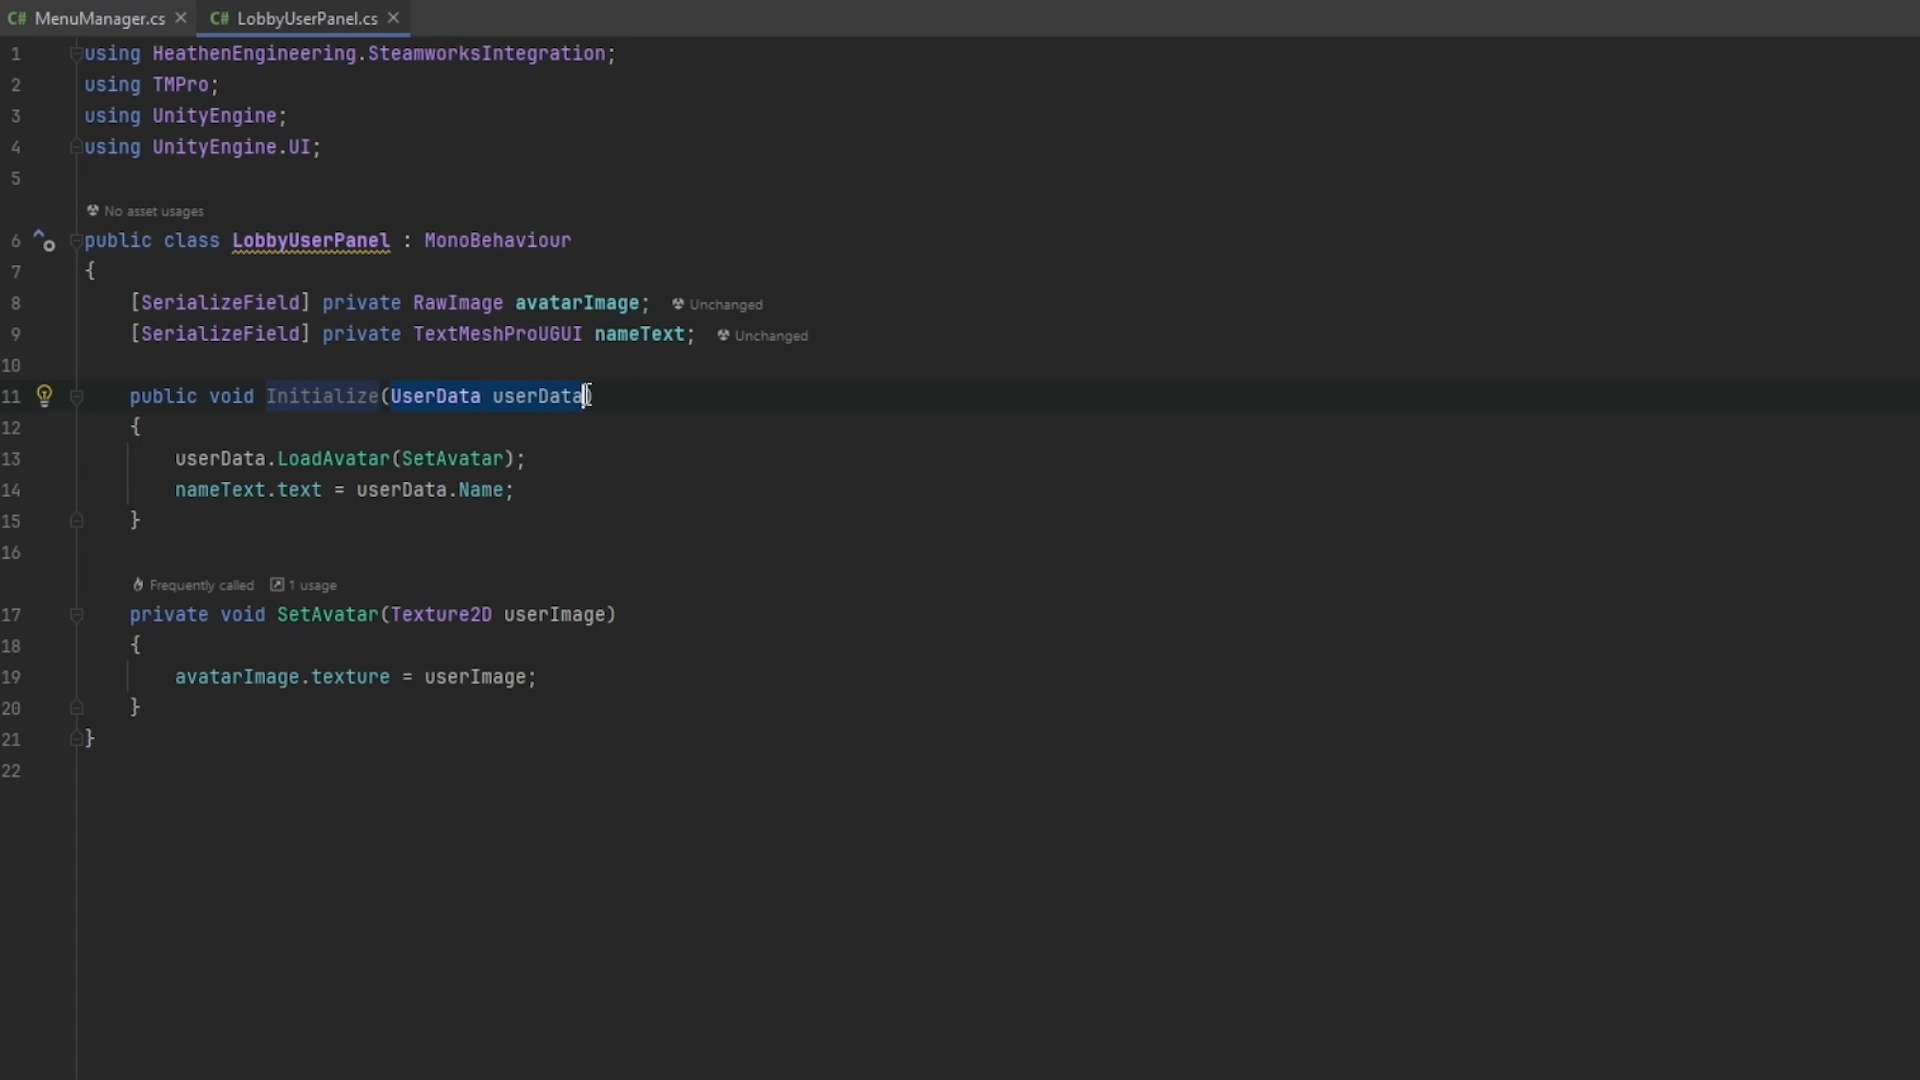 C# MenuManager.cs × C# LobbyUserPanel.cs ×
1 using HeathenEngineering.SteamworksIntegration;
2 using TMPro;
3 using UnityEngine;
4 using UnityEngine.UI;
5
No asset usages
6 public class LobbyUserPanel : MonoBehaviour
7 {
8 [SerializeField] private RawImage avatarImage; Unchanged
9 [SerializeField] private TextMeshProUGUI nameText; Unchanged
10
11 public void Initialize(UserData userData)
12 {
13 userData.LoadAvatar(SetAvatar);
14 nameText.text = userData.Name;
15 }
16
Frequently called 1 usage
17 private void SetAvatar(Texture2D userImage)
18 {
19 avatarImage.texture = userImage;
20 }
21 }
22